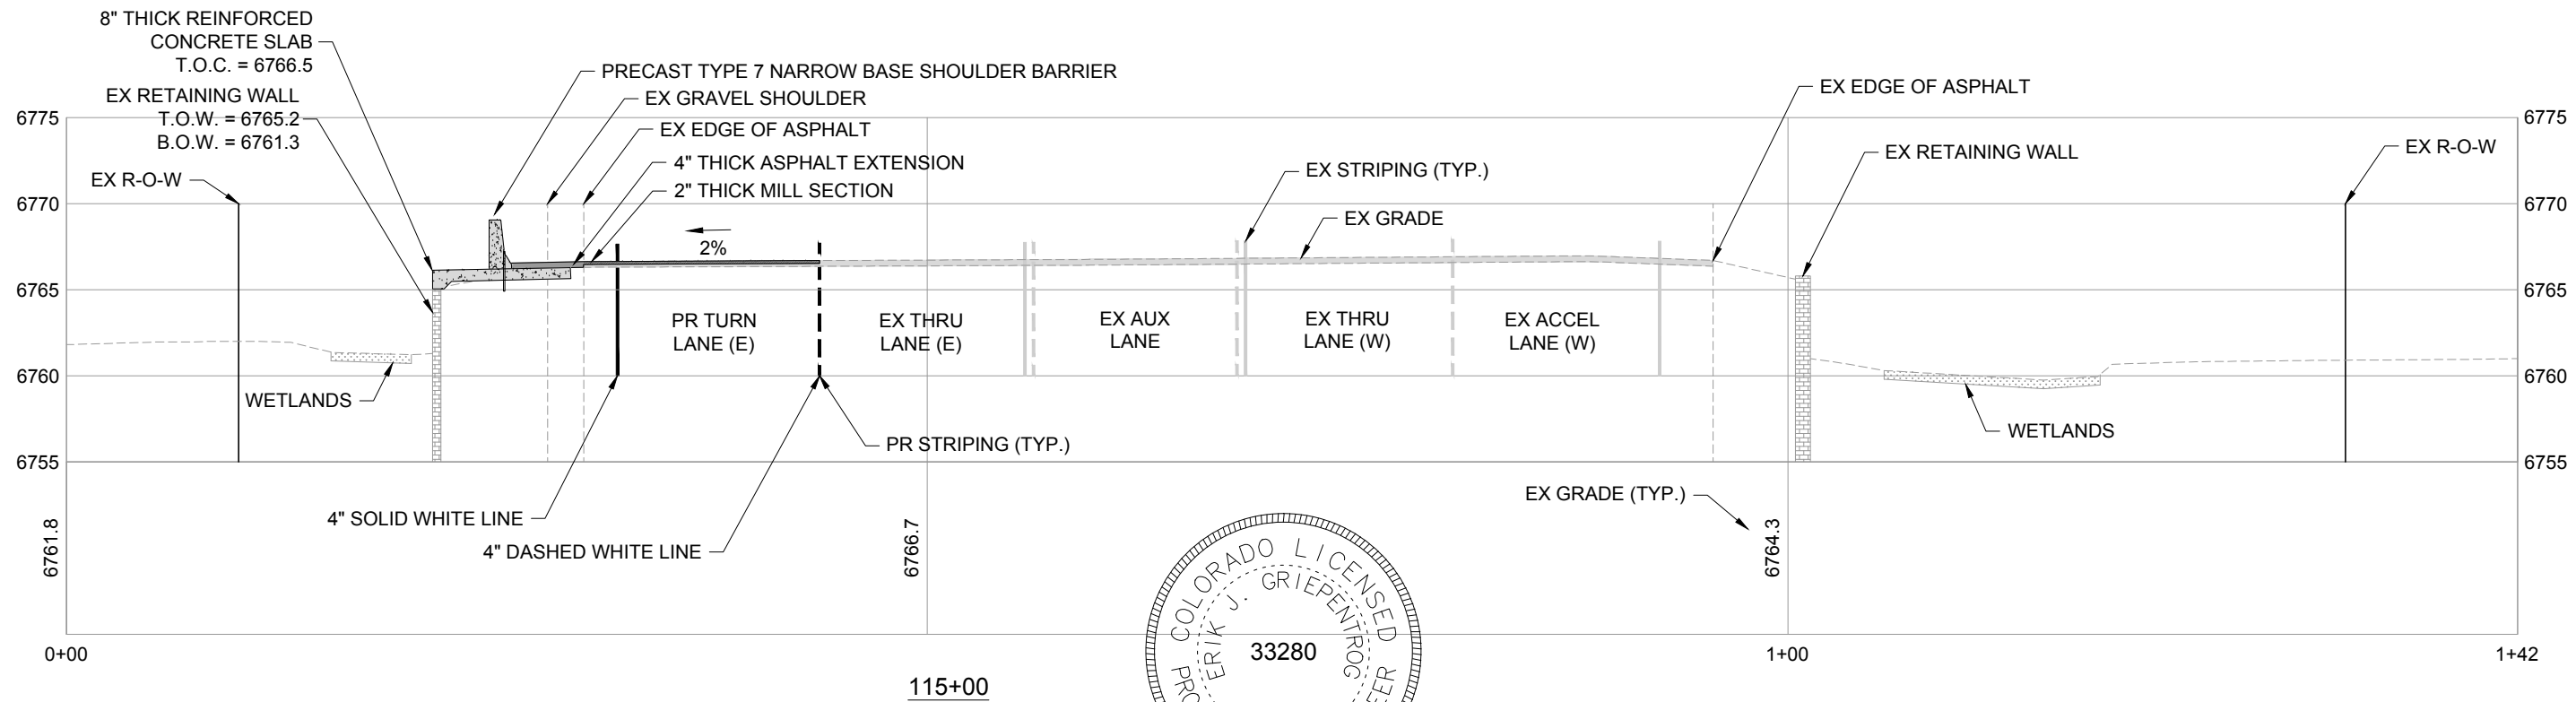 8" THICK REINFORCED
CONCRETE SLAB
T.O.C. = 6766.5
EX RETAINING WALL
T.O.W. = 6765.2
B.O.W. = 6761.3
EX R-O-W
PRECAST TYPE 7 NARROW BASE SHOULDER BARRIER
EX GRAVEL SHOULDER
EX EDGE OF ASPHALT
4" THICK ASPHALT EXTENSION
2" THICK MILL SECTION
EX STRIPING (TYP.)
EX GRADE
EX EDGE OF ASPHALT
EX RETAINING WALL
EX R-O-W
6775
6770
6765
6760
6755
6775
6770
6765
6760
6755
2%
PR TURN
LANE (E)
EX THRU
LANE (E)
EX AUX
LANE
EX THRU
LANE (W)
EX ACCEL
LANE (W)
WETLANDS
WETLANDS
PR STRIPING (TYP.)
4" SOLID WHITE LINE
4" DASHED WHITE LINE
EX GRADE (TYP.)
6761.8
6766.7
6764.3
COLORADO LICENSED
ERIK J. GRIEPENTROG
33280
0+00
1+00
1+42
115+00